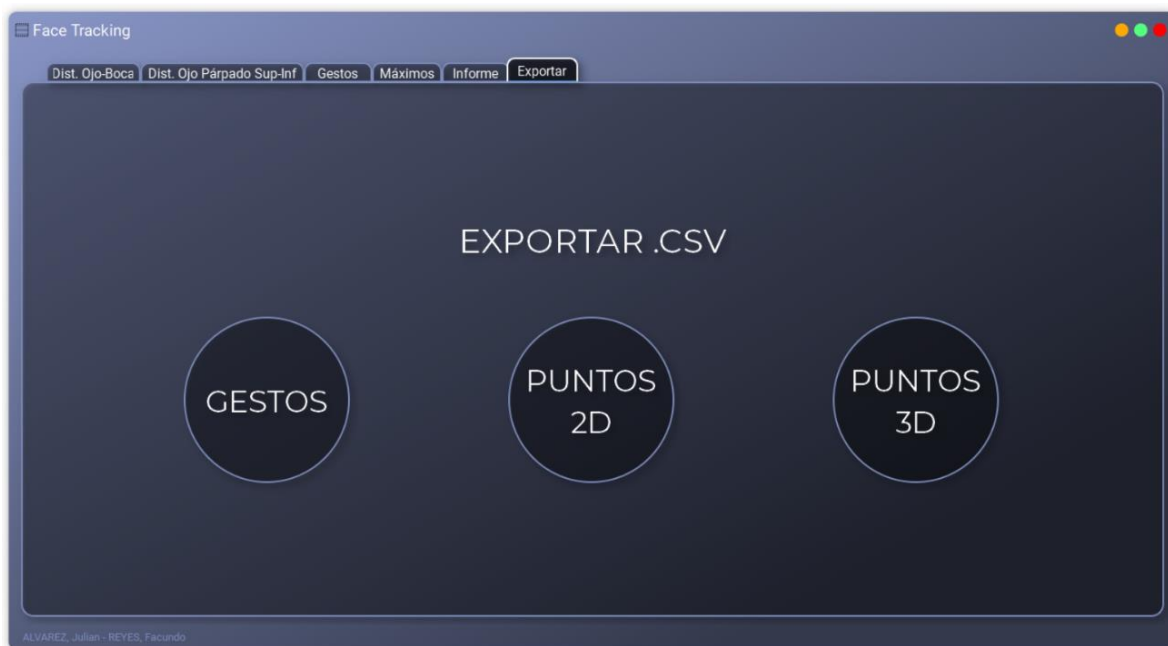 Face Tracking
Dist. Ojo-Boca Dist. Ojo Párpado Sup-Inf Gestos Máximos Informe Exportar
EXPORTAR .CSV
GESTOS
PUNTOS
2D
PUNTOS
3D
ALVAREZ, Julian - REYES, Facundo